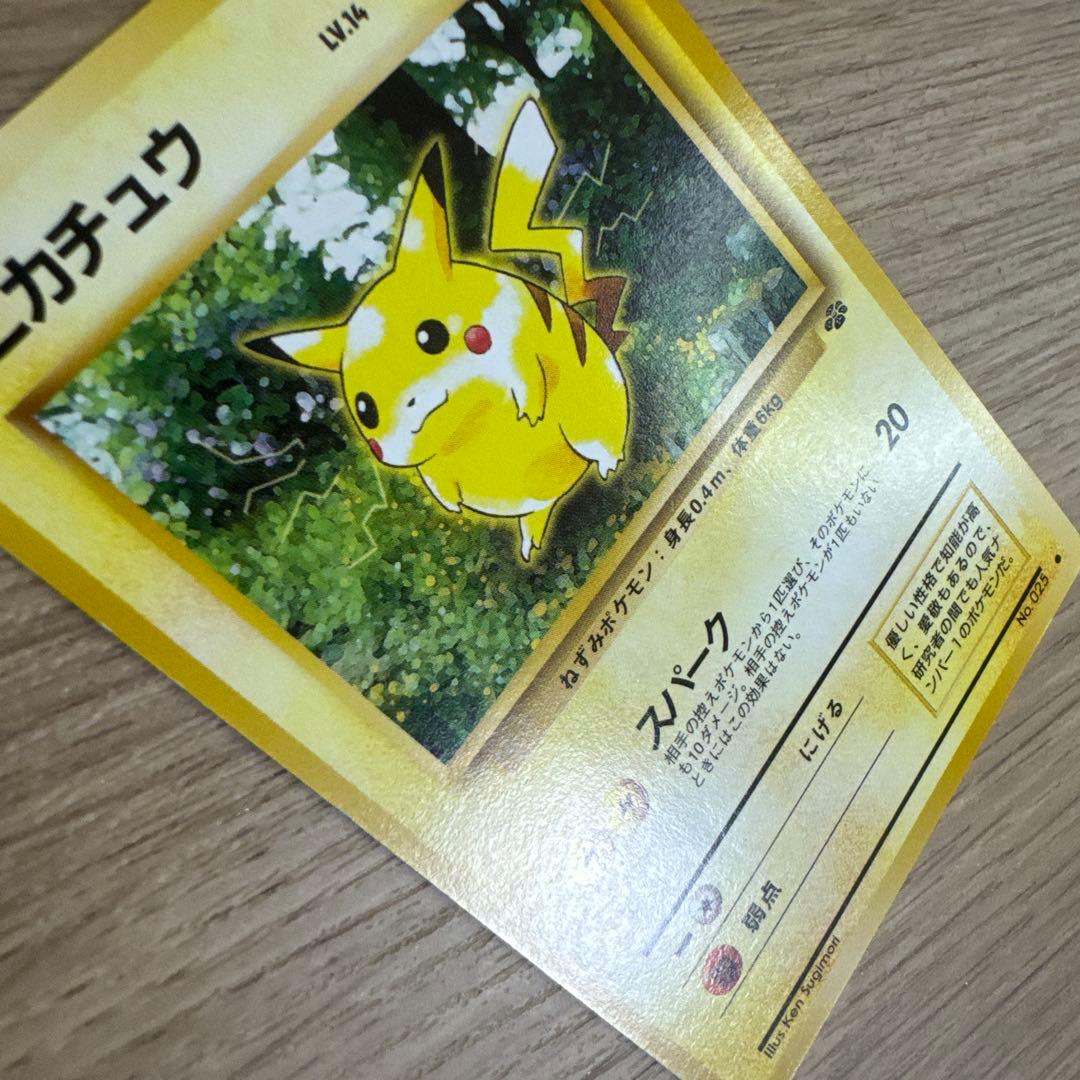 ーカチュウ
LV.14
ねずみポケモン：身長0.4m、体重6kg
スパーク
20
相手の控えポケモンから1匹選び、そのポケモンに
も10ダメージ。相手の控えポケモンが1匹もいない
ときにはこの効果はない。
弱点
にげる
優しい性格で知能が高
く、愛敬もあるので、
研究者の間でも人気ナ
ンバー1のポケモンだ。
Illus. Ken Sugimori
No.025